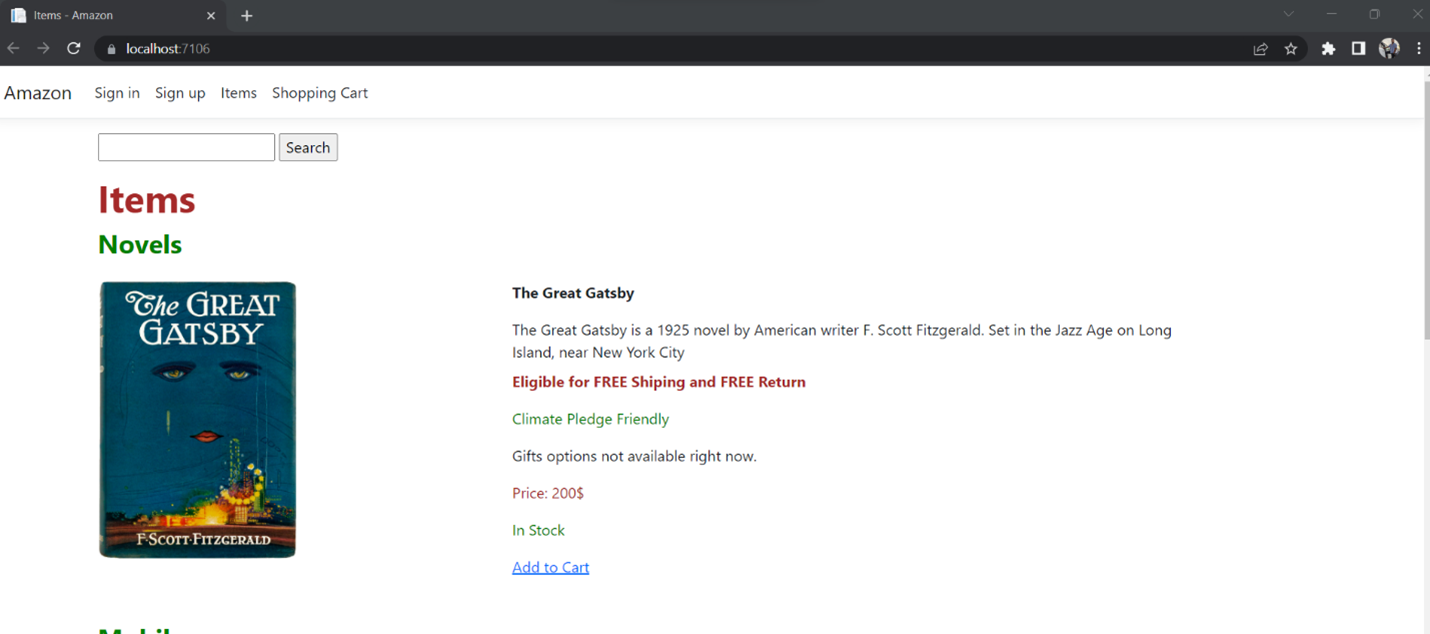 Items - Amazon
localhost:7106
Amazon Sign in Sign up Items Shopping Cart
Search
Items
Novels
The GREAT
GATSBY
F·SCOTT·FITZGERALD
The Great Gatsby
The Great Gatsby is a 1925 novel by American writer F. Scott Fitzgerald. Set in the Jazz Age on Long
Island, near New York City
Eligible for FREE Shiping and FREE Return
Climate Pledge Friendly
Gifts options not available right now.
Price: 200$
In Stock
Add to Cart